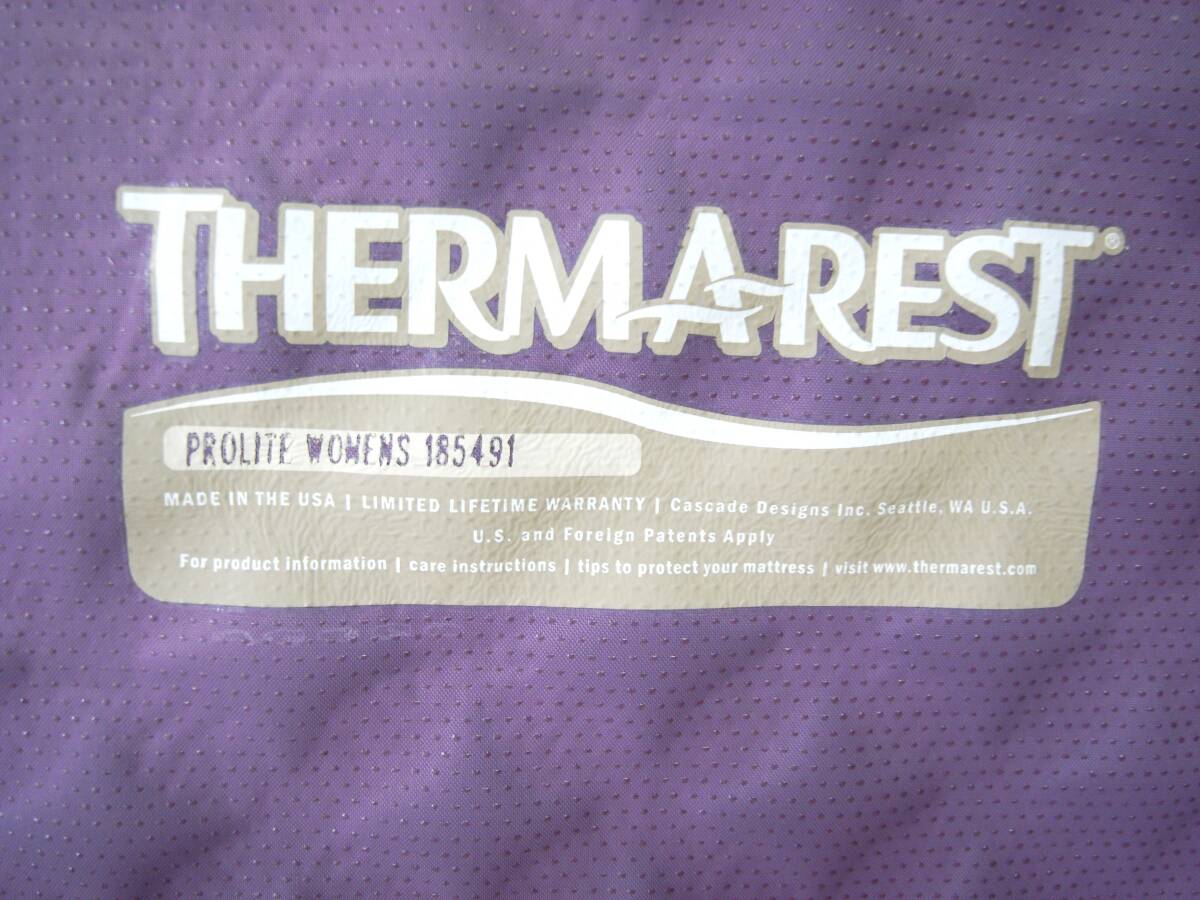 THERMAREST®
PROLITE WOMENS 185491
MADE IN THE USA | LIMITED LIFETIME WARRANTY | Cascade Designs Inc. Seattle, WA U.S.A.
U.S. and Foreign Patents Apply
For product information | care instructions | tips to protect your mattress | visit www.thermarest.com